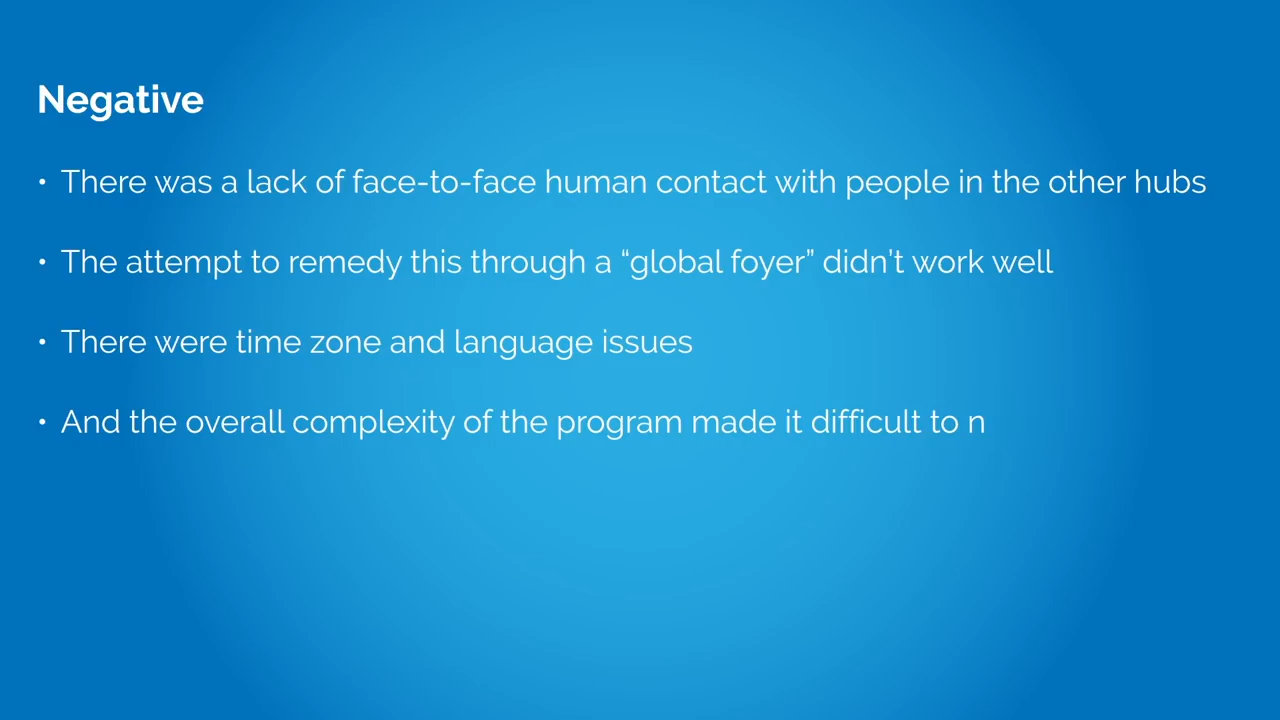 Negative
• There was a lack of face-to-face human contact with people in the other hubs
• The attempt to remedy this through a “global foyer” didn’t work well
• There were time zone and language issues
• And the overall complexity of the program made it difficult to n